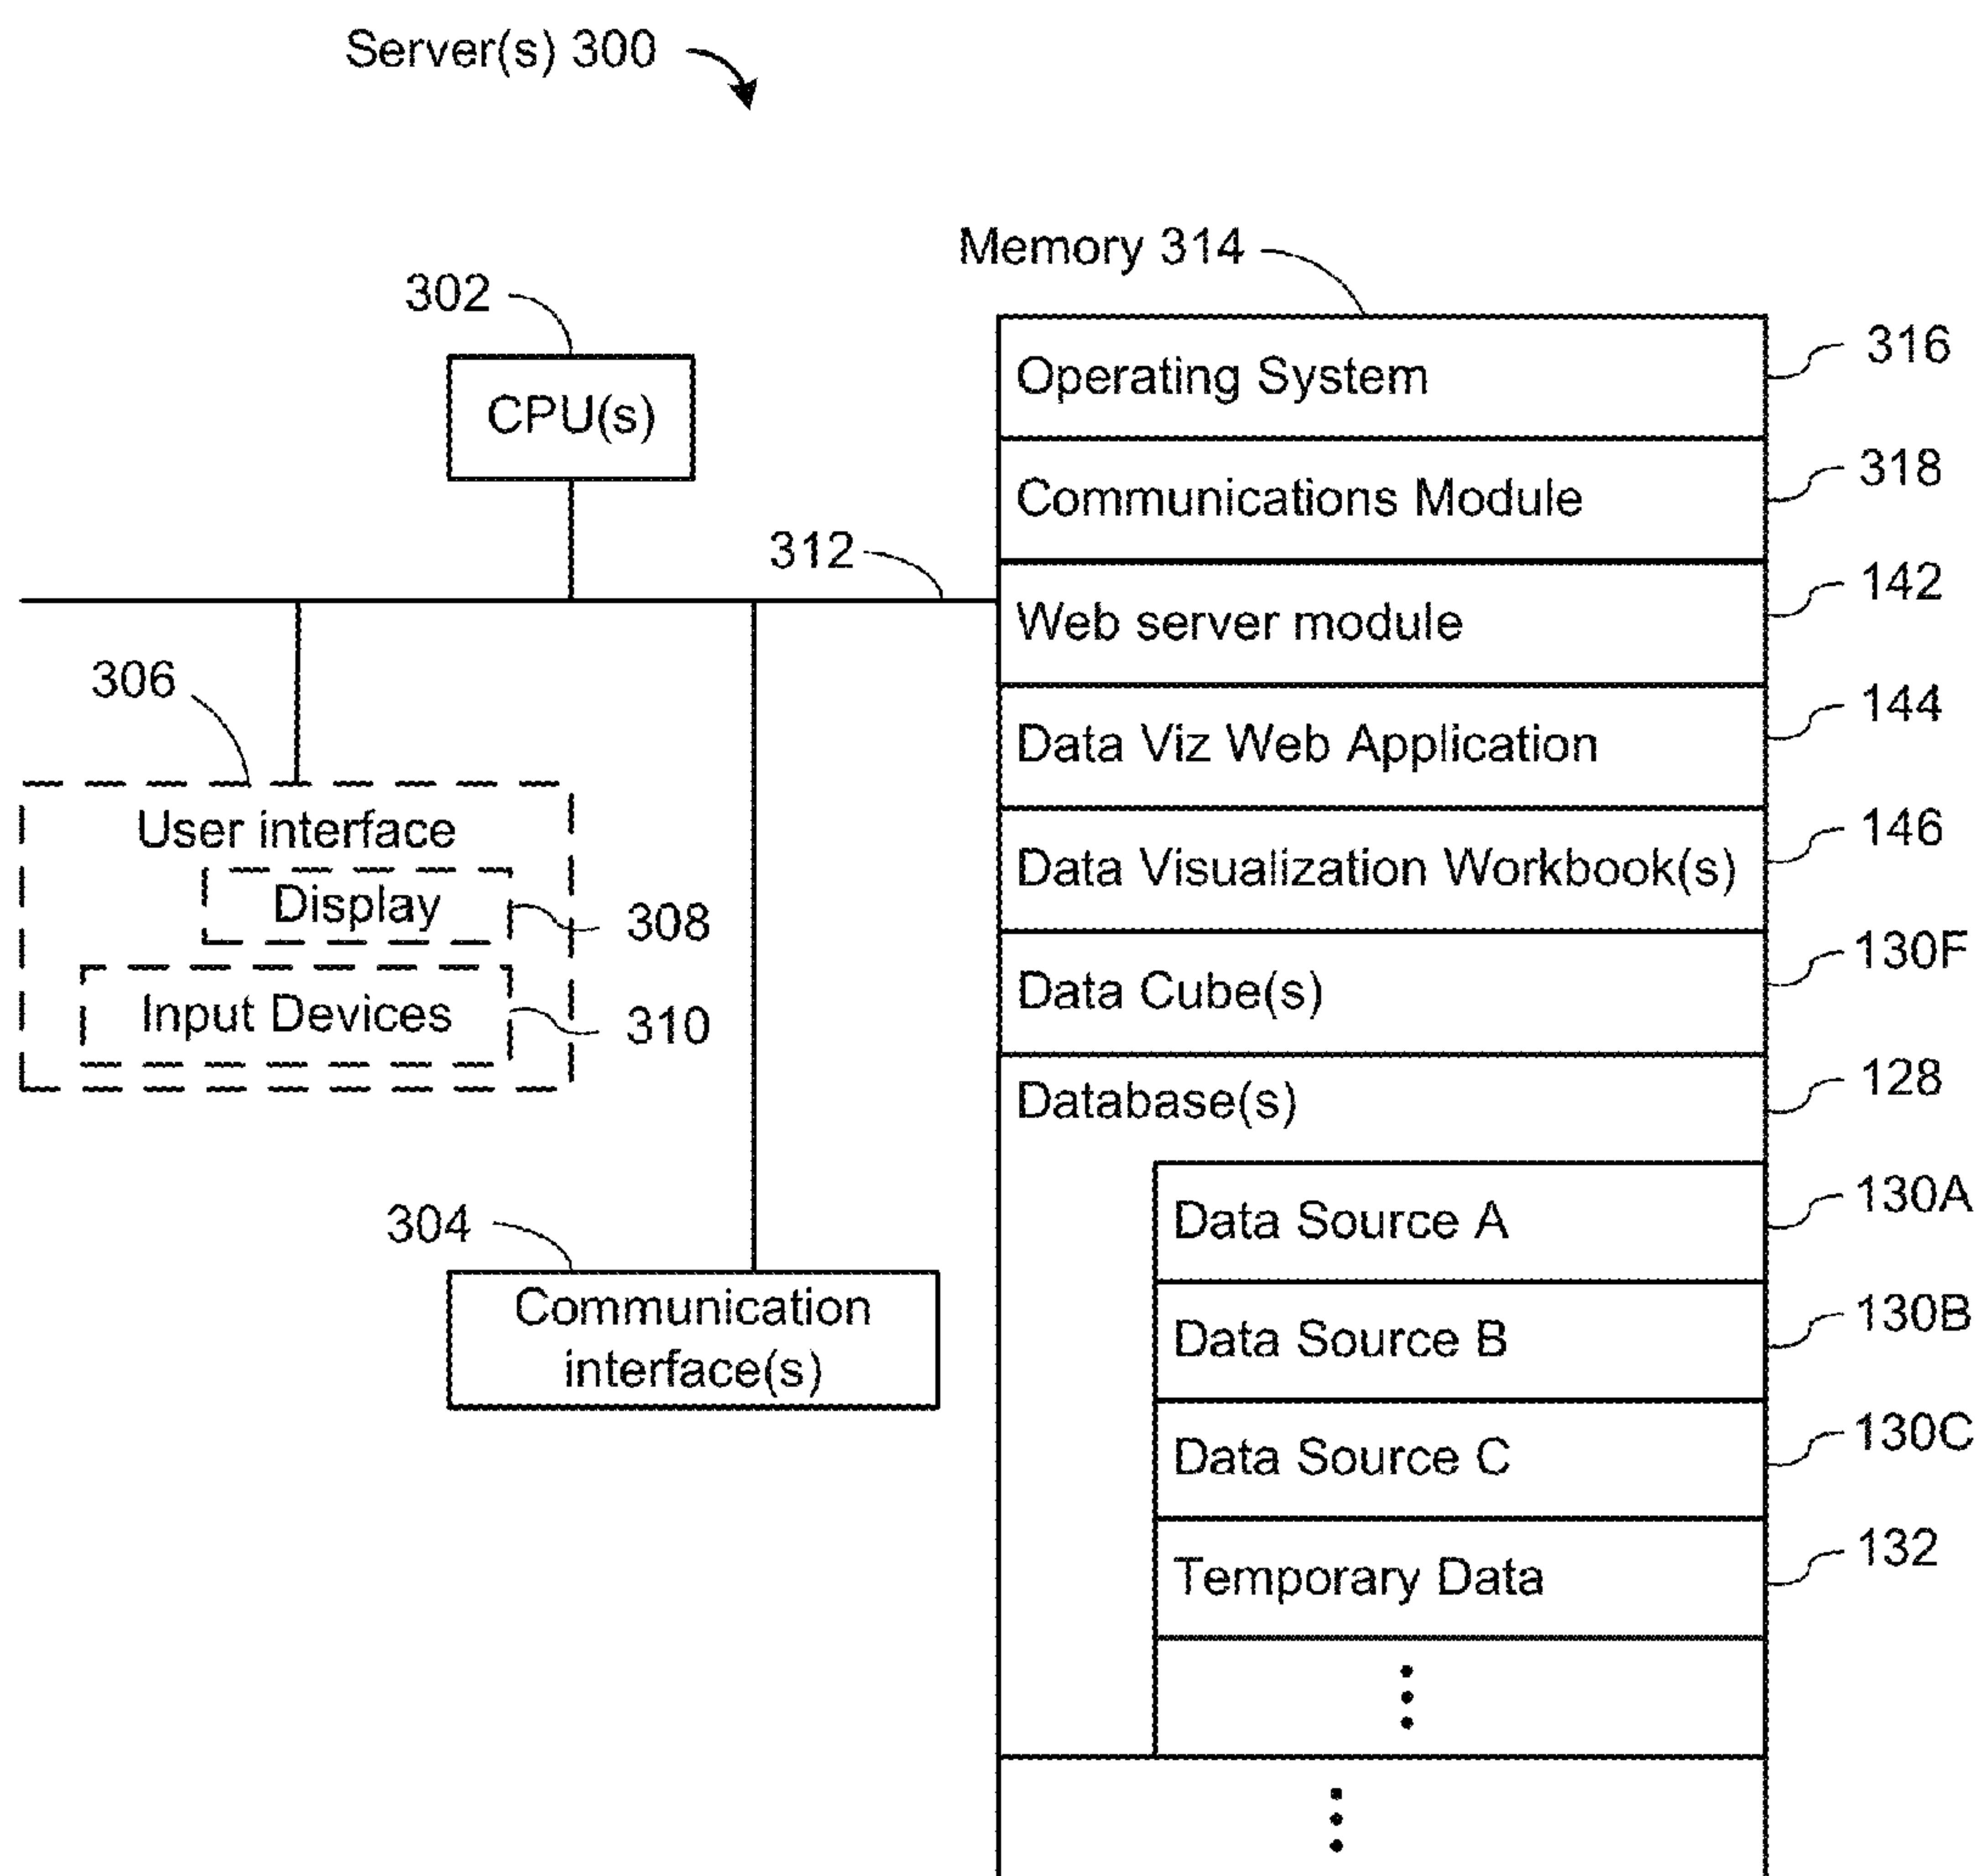 Server(s) 300
Memory 314
302
CPU(s)
312
306
User interface
Display
308
Input Devices
310
304
Communication
interface(s)
Operating System
316
Communications Module
318
Web server module
142
Data Viz Web Application
144
Data Visualization Workbook(s)
146
Data Cube(s)
130F
Database(s)
128
Data Source A
130A
Data Source B
130B
Data Source C
130C
Temporary Data
132